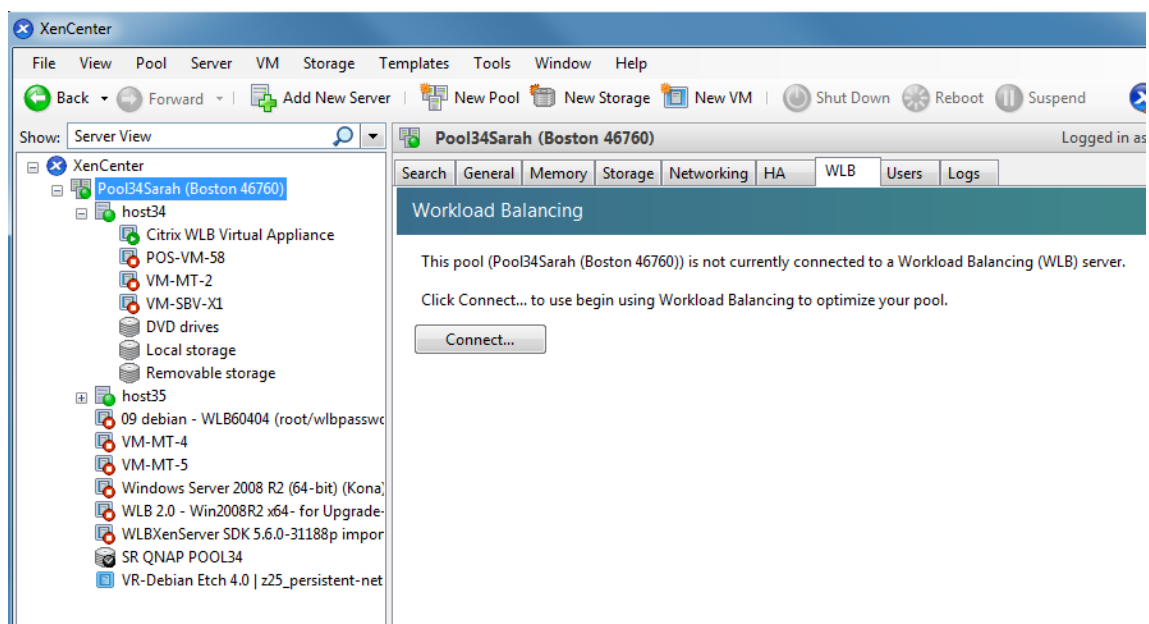 XenCenter
File View Pool Server VM Storage Templates Tools Window Help
Back Forward Add New Server New Pool New Storage New VM Shut Down Reboot Suspend
Show: Server View
Pool34Sarah (Boston 46760) Logged in as
XenCenter
Pool34Sarah (Boston 46760)
host34
Citrix WLB Virtual Appliance
POS-VM-58
VM-MT-2
VM-SBV-X1
DVD drives
Local storage
Removable storage
host35
09 debian - WLB60404 (root/wlbpasswo
VM-MT-4
VM-MT-5
Windows Server 2008 R2 (64-bit) (Kona)
WLB 2.0 - Win2008R2 x64- for Upgrade-
WLBXenServer SDK 5.6.0-31188p impor
SR QNAP POOL34
VR-Debian Etch 4.0 | z25_persistent-net
Search General Memory Storage Networking HA WLB Users Logs
Workload Balancing
This pool (Pool34Sarah (Boston 46760)) is not currently connected to a Workload Balancing (WLB) server.
Click Connect... to use begin using Workload Balancing to optimize your pool.
Connect...